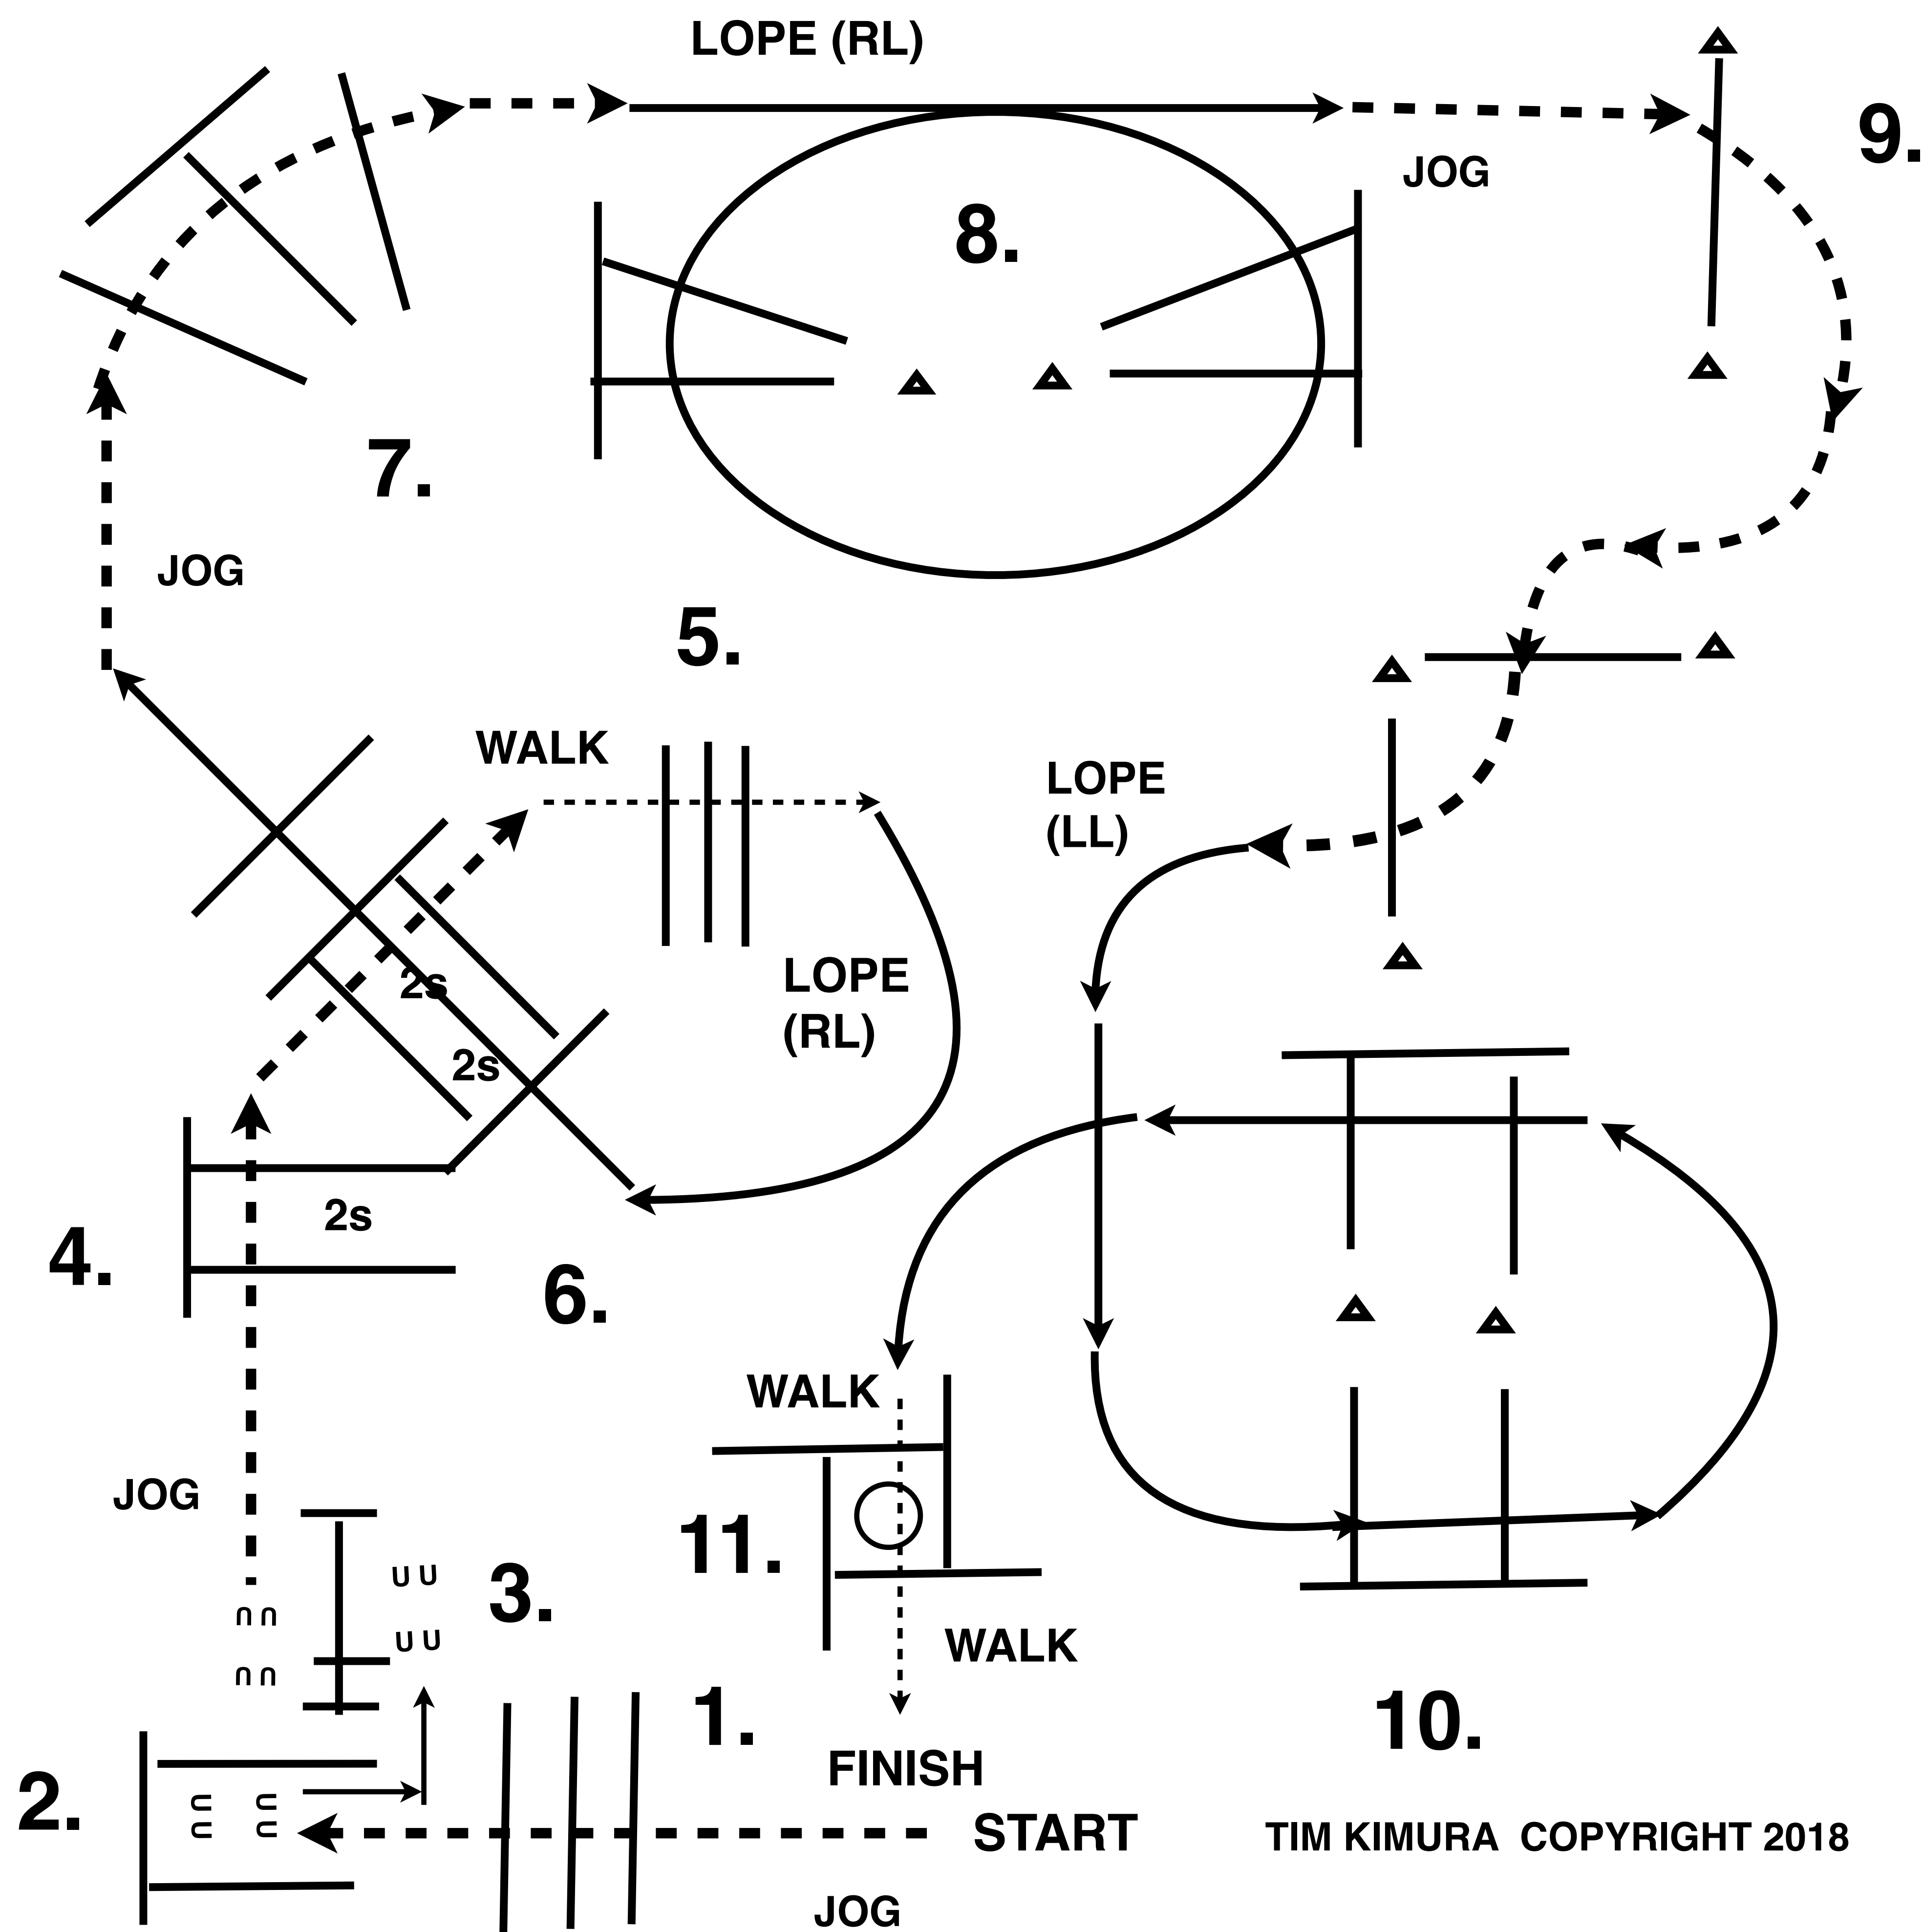 LOPE (RL)
9.
JOG
8.
7.
JOG
5.
WALK
LOPE
(LL)
2s
LOPE
(RL)
2s
2s
4.
6.
WALK
JOG
11.
3.
WALK
1.
10.
FINISH
2.
START
TIM KIMURA COPYRIGHT 2018
JOG